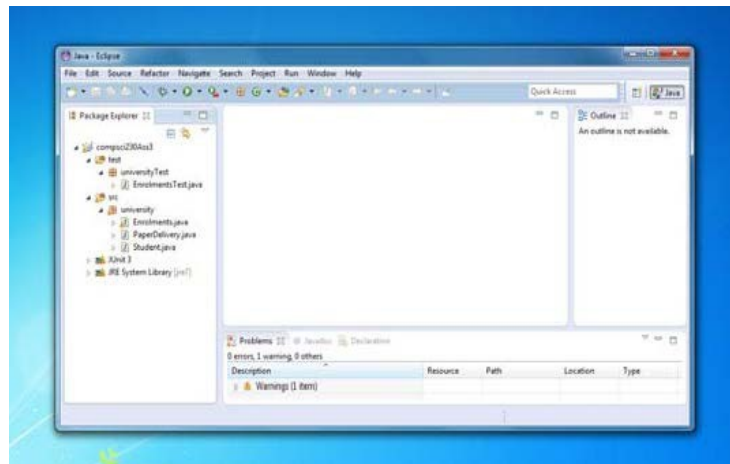 Java - Eclipse
File Edit Source Refactor Navigate Search Project Run Window Help
Quick Access
Java
Package Explorer
compsci230Ass3
test
universityTest
EnrolmentsTest.java
src
university
Enrolments.java
PaperDelivery.java
Student.java
JUnit 3
JRE System Library [jre7]
Outline
An outline is not available.
Problems Javadoc Declaration
0 errors, 1 warning, 0 others
Description Resource Path Location Type
Warnings (1 item)